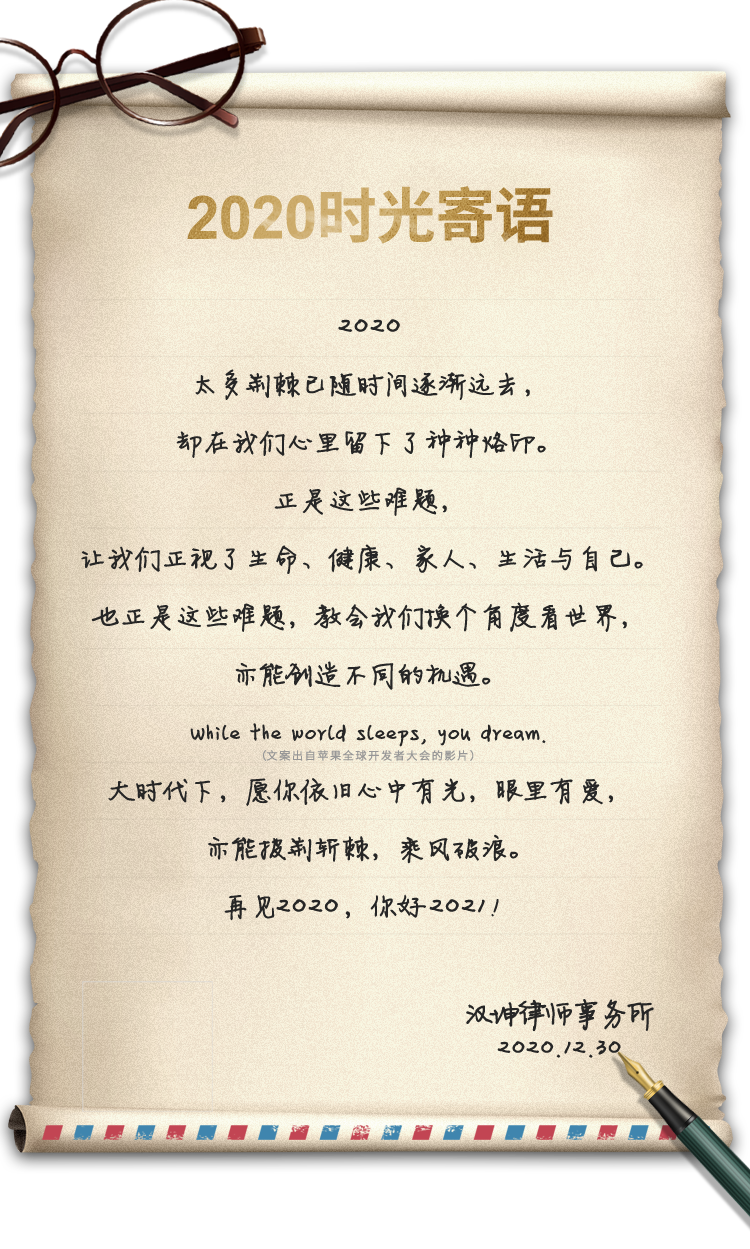 2020时光寄语
2020
太多荆棘已随时间逐渐远去，
却在我们心里留下了种种烙印。
正是这些难题，
让我们正视了生命、健康、家人、生活与自己。
也正是这些难题，教会我们换个角度看世界，
亦能创造不同的机遇。
While the world sleeps, you dream.
（文案出自苹果全球开发者大会的影片）
大时代下，愿你依旧心中有光，眼里有爱，
亦能披荆斩棘，乘风破浪。
再见2020，你好2021！
汉坤律师事务所
2020.12.30